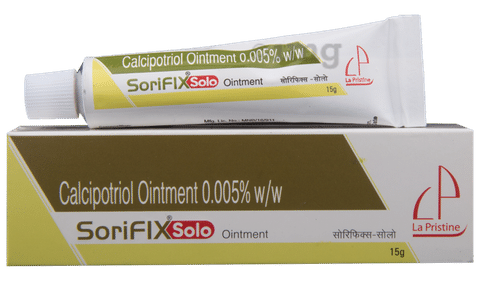 Calcipotriol Ointment 0.005% w/w
SoriFIX® Solo Ointment
सोरिफिक्स - सोलो
15g
La Pristine
Calcipotriol Ointment 0.005% w/w
SoriFIX® Solo Ointment
सोरिफिक्स - सोलो
15g
La Pristine